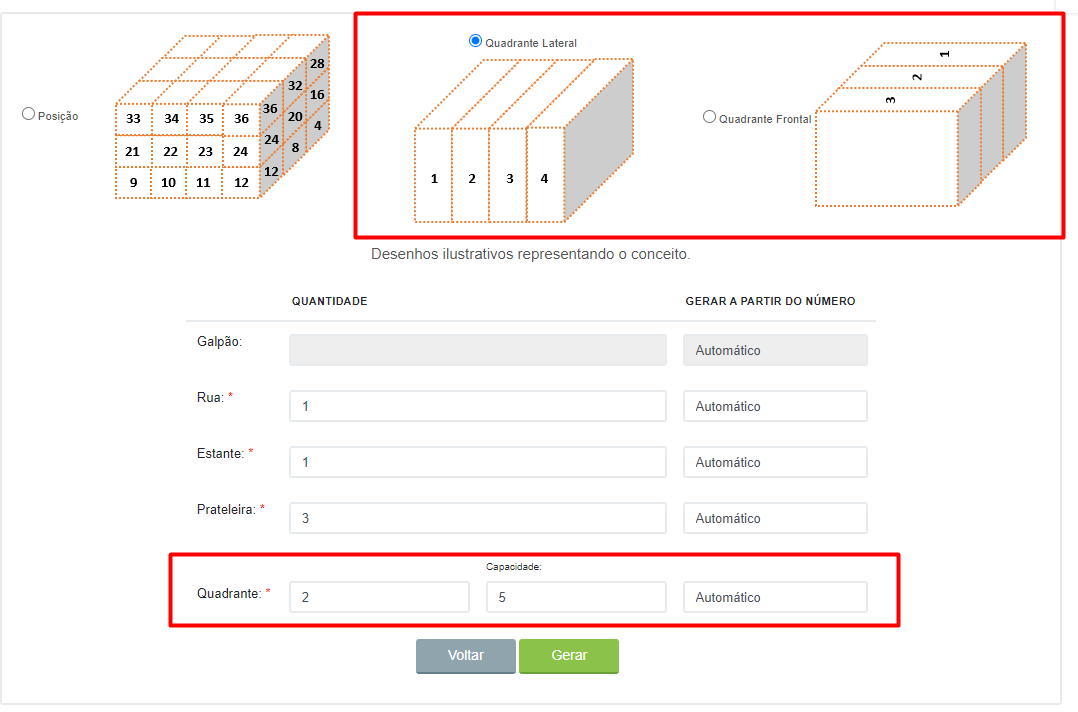 Posição
33 34 35 36
21 22 23 24
9 10 11 12
36 32 28
24 20 16
12 8 4
Quadrante Lateral
1 2 3 4
Quadrante Frontal
1
2
3
Desenhos ilustrativos representando o conceito.
QUANTIDADE GERAR A PARTIR DO NÚMERO
Galpão: Automático
Rua: * 1 Automático
Estante: * 1 Automático
Prateleira: * 3 Automático
Capacidade:
Quadrante: * 2 5 Automático
Voltar Gerar